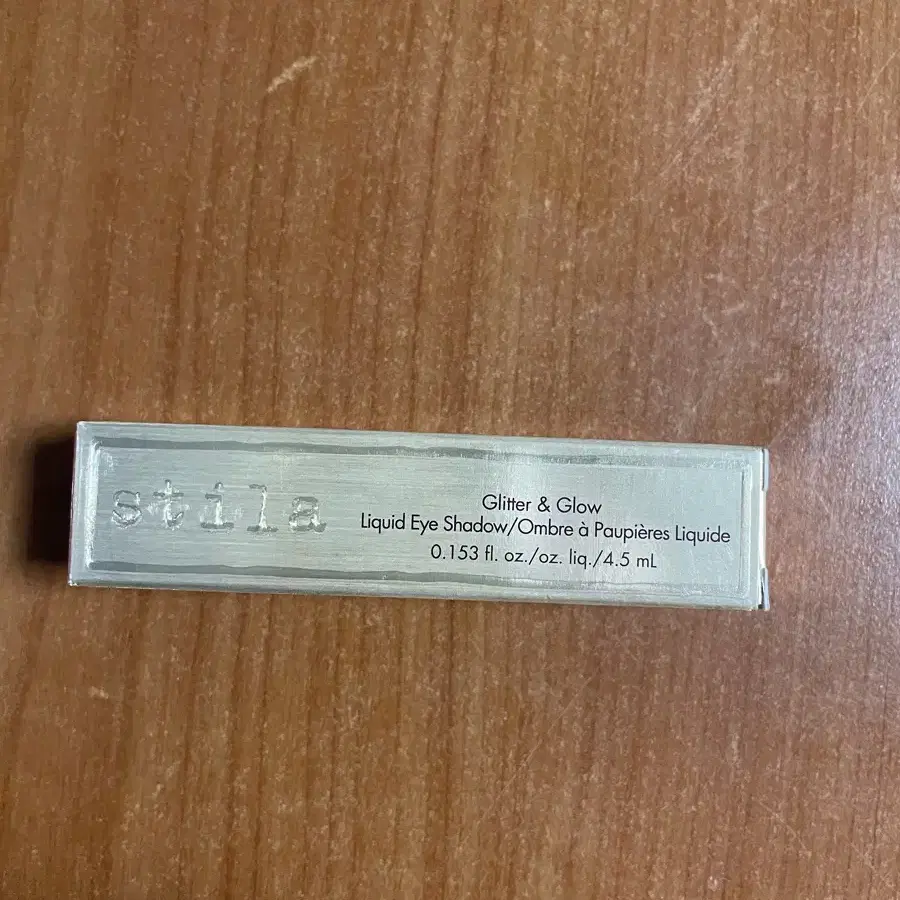 stila
Glitter & Glow
Liquid Eye Shadow/Ombre à Paupières Liquide
0.153 fl. oz./oz. liq./4.5 mL